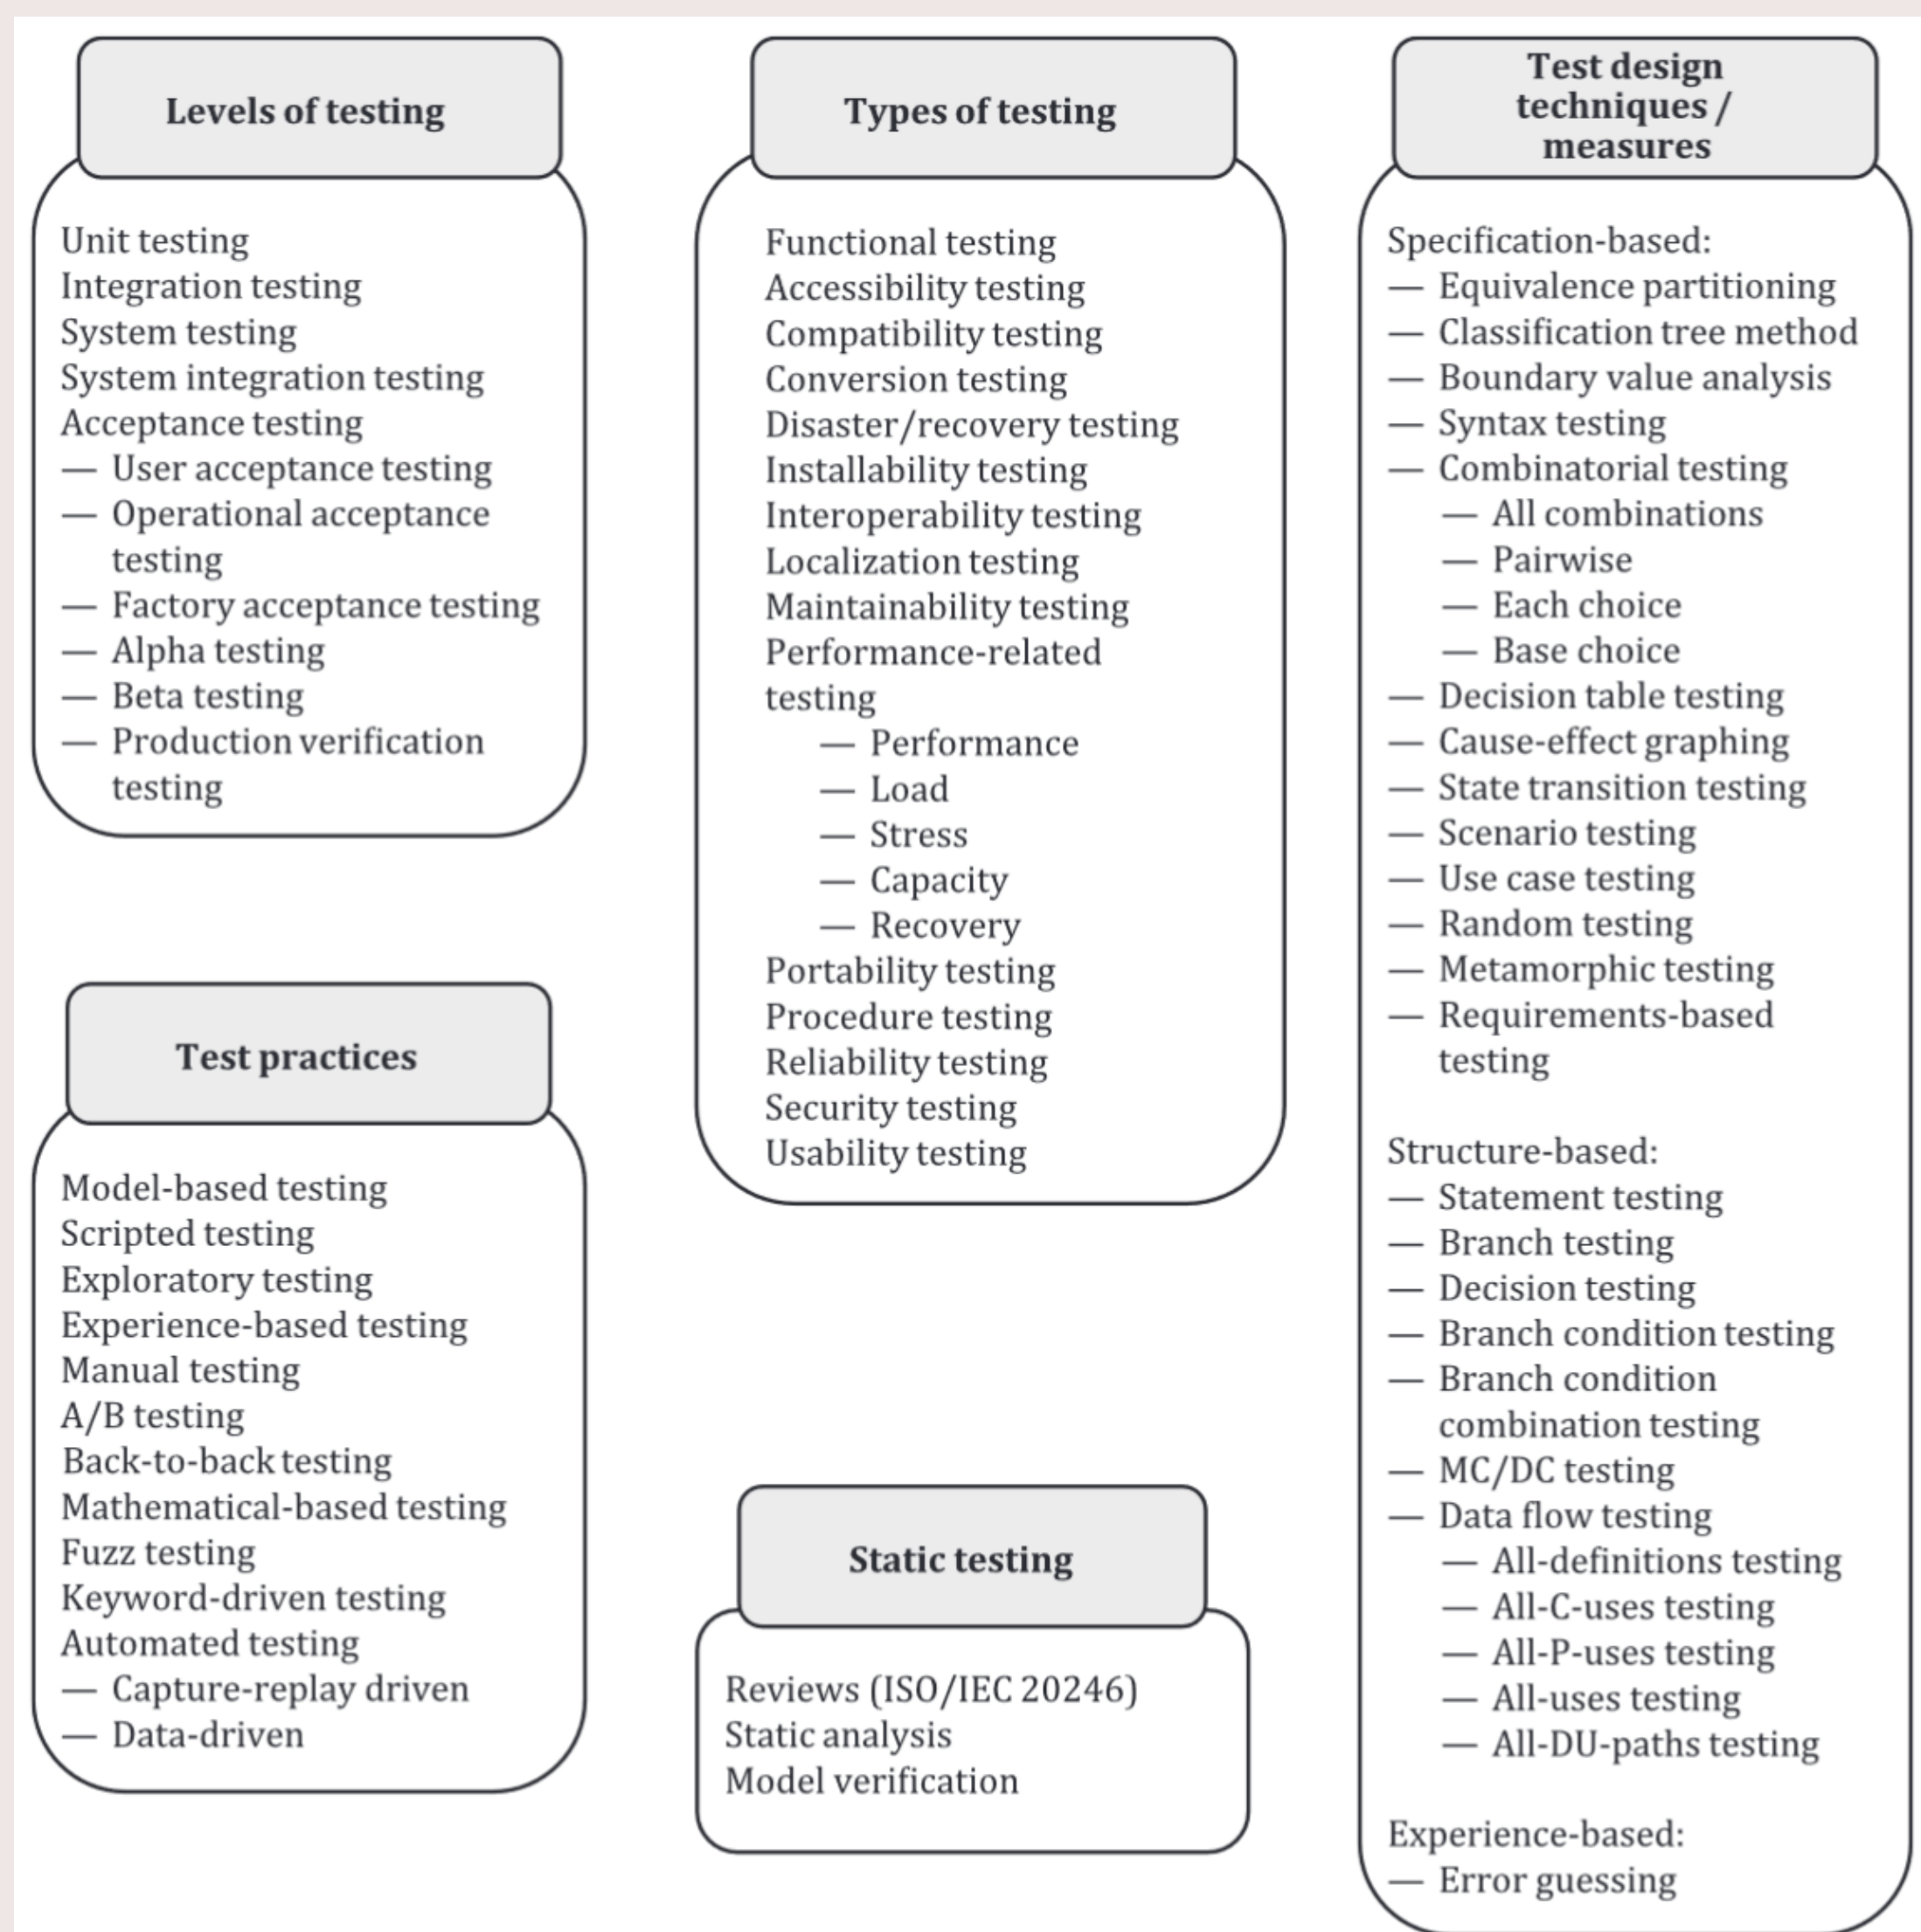 Levels of testing
Unit testing
Integration testing
System testing
System integration testing
Acceptance testing
— User acceptance testing
— Operational acceptance
testing
— Factory acceptance testing
— Alpha testing
— Beta testing
— Production verification
testing
Test practices
Model-based testing
Scripted testing
Exploratory testing
Experience-based testing
Manual testing
A/B testing
Back-to-back testing
Mathematical-based testing
Fuzz testing
Keyword-driven testing
Automated testing
— Capture-replay driven
— Data-driven
Types of testing
Functional testing
Accessibility testing
Compatibility testing
Conversion testing
Disaster/recovery testing
Installability testing
Interoperability testing
Localization testing
Maintainability testing
Performance-related
testing
— Performance
— Load
— Stress
— Capacity
— Recovery
Portability testing
Procedure testing
Reliability testing
Security testing
Usability testing
Static testing
Reviews (ISO/IEC 20246)
Static analysis
Model verification
Test design
techniques /
measures
Specification-based:
— Equivalence partitioning
— Classification tree method
— Boundary value analysis
— Syntax testing
— Combinatorial testing
— All combinations
— Pairwise
— Each choice
— Base choice
— Decision table testing
— Cause-effect graphing
— State transition testing
— Scenario testing
— Use case testing
— Random testing
— Metamorphic testing
— Requirements-based
testing
Structure-based:
— Statement testing
— Branch testing
— Decision testing
— Branch condition testing
— Branch condition
combination testing
— MC/DC testing
— Data flow testing
— All-definitions testing
— All-C-uses testing
— All-P-uses testing
— All-uses testing
— All-DU-paths testing
Experience-based:
— Error guessing